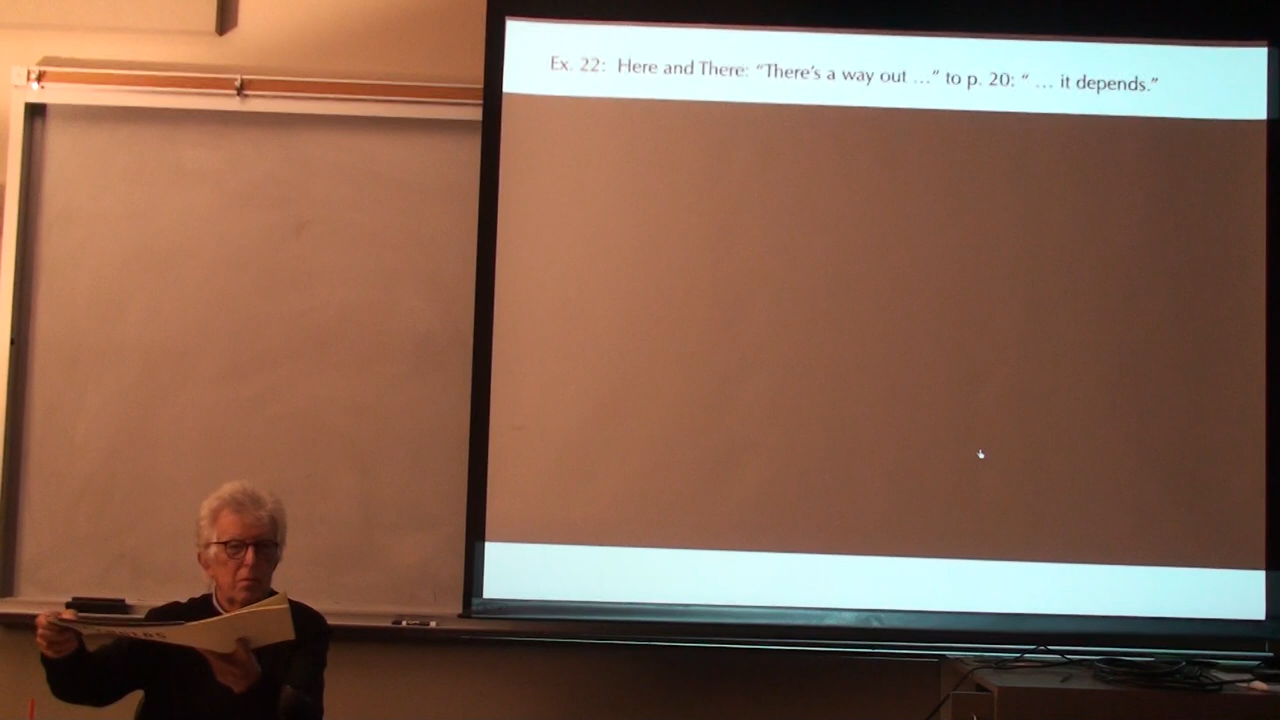 Ex. 22: Here and There: “There’s a way out …” to p. 20: “ … it depends.”